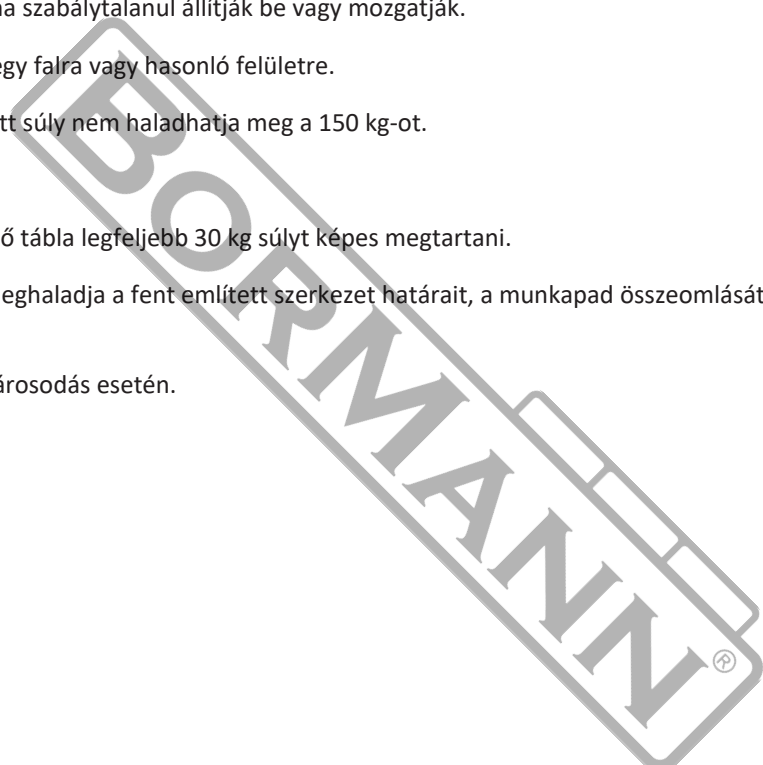 na szabálytalanul állítják be vagy mozgatják.
egy falra vagy hasonló felületre.
tt súly nem haladhatja meg a 150 kg-ot.
ő tábla legfeljebb 30 kg súlyt képes megtartani.
eghaladja a fent említett szerkezet határait, a munkapad összeomlását
árosodás esetén.
BORMANN®